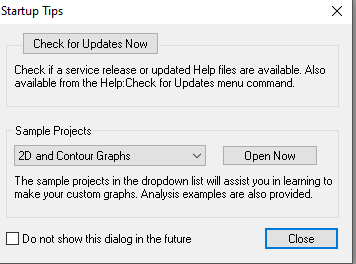 Startup Tips
Check for Updates Now
Check if a service release or updated Help files are available. Also
available from the Help:Check for Updates menu command.
Sample Projects
2D and Contour Graphs
Open Now
The sample projects in the dropdown list will assist you in learning to
make your custom graphs. Analysis examples are also provided.
Do not show this dialog in the future
Close